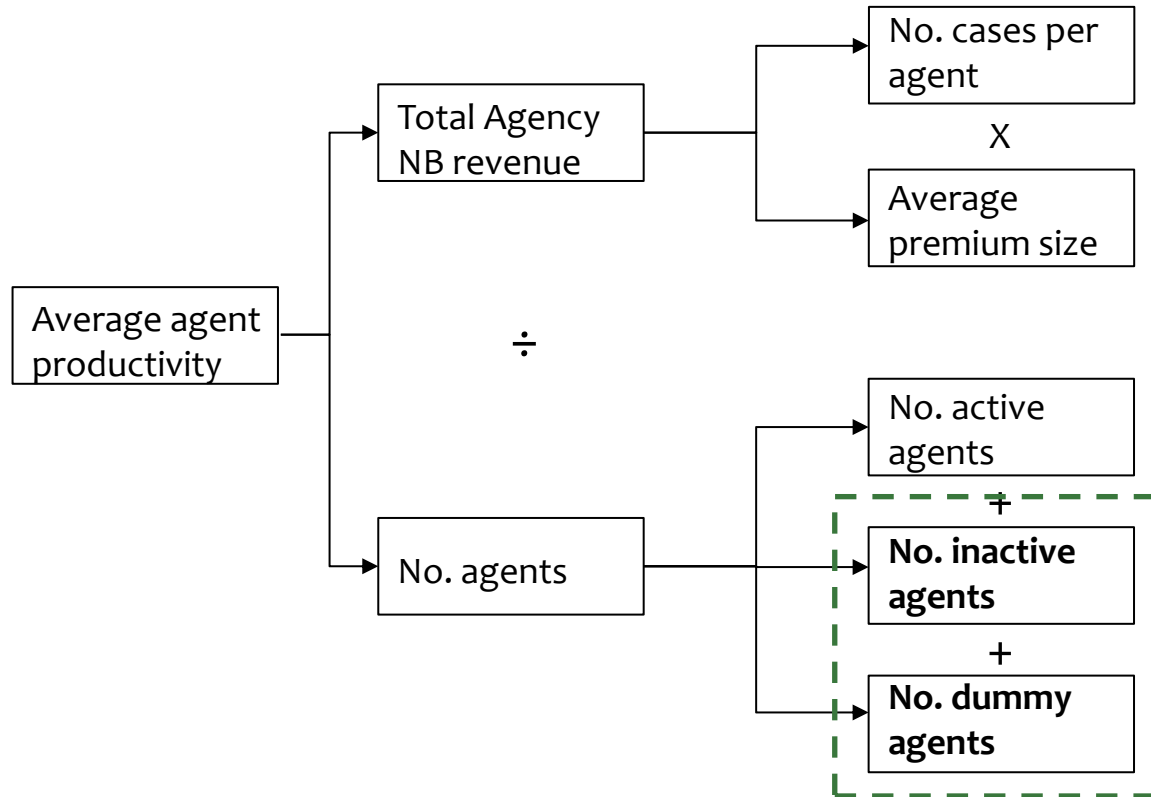 No. cases per
agent
Total Agency
NB revenue
X
Average
premium size
Average agent
productivity
÷
No. active
agents
+
No. agents
No. inactive
agents
+
No. dummy
agents